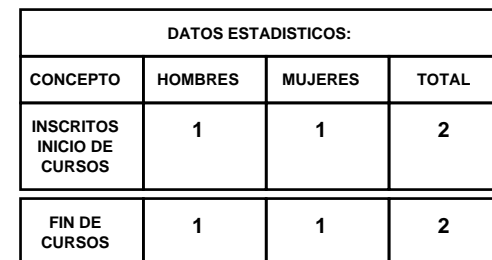 DATOS ESTADISTICOS:
CONCEPTO HOMBRES MUJERES TOTAL
INSCRITOS
INICIO DE
CURSOS
1 1 2
FIN DE
CURSOS
1 1 2